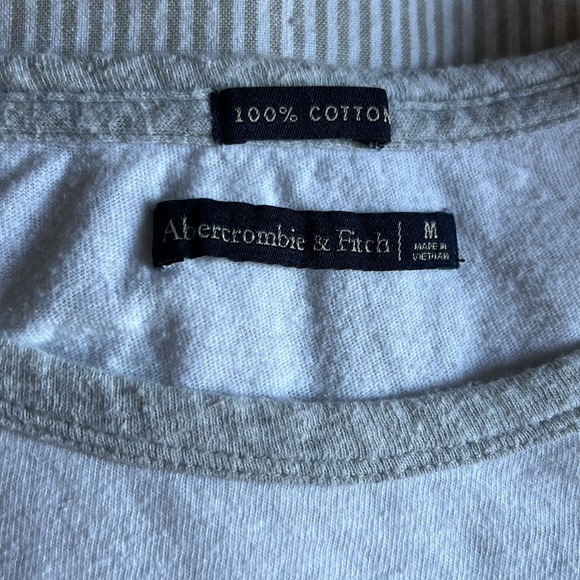 100% COTTON
Abercrombie & Fitch
M
MADE IN
VIETNAM